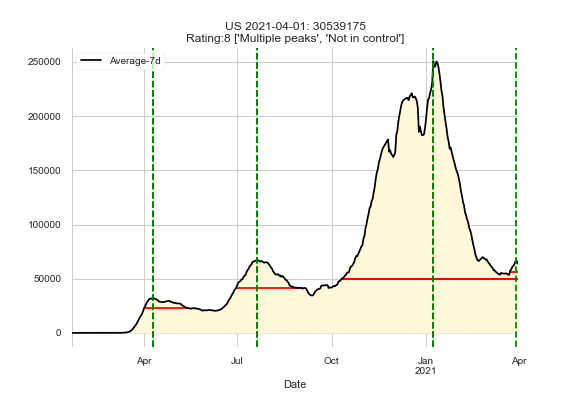 US 2021-04-01: 30539175
Rating:8 ['Multiple peaks', 'Not in control']
Average-7d
250000
200000
150000
100000
50000
0
Apr Jul Oct Jan Apr
2021
Date